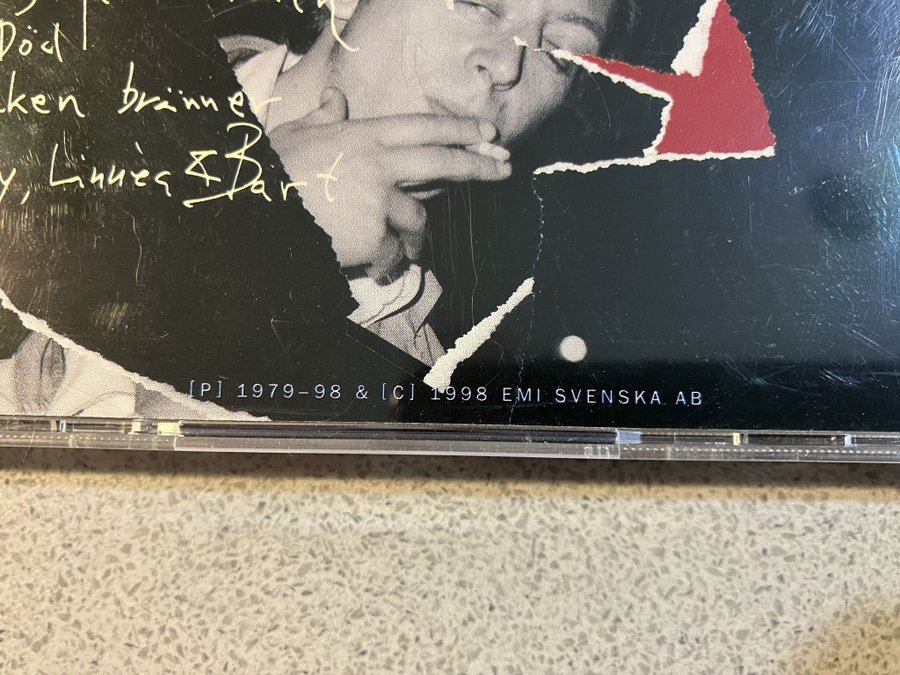 Död
ken bränner
y, Linnéa & Bart
[P] 1979–98 & [C] 1998 EMI SVENSKA AB